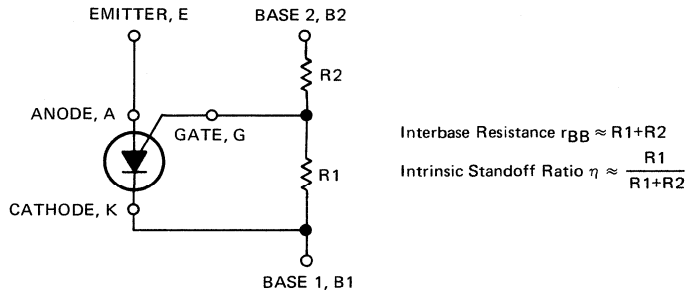 EMITTER, E
BASE 2, B2
R2
ANODE, A
GATE, G
R1
CATHODE, K
BASE 1, B1
Interbase Resistance rBB ≈ R1+R2
Intrinsic Standoff Ratio η ≈ R1
R1+R2